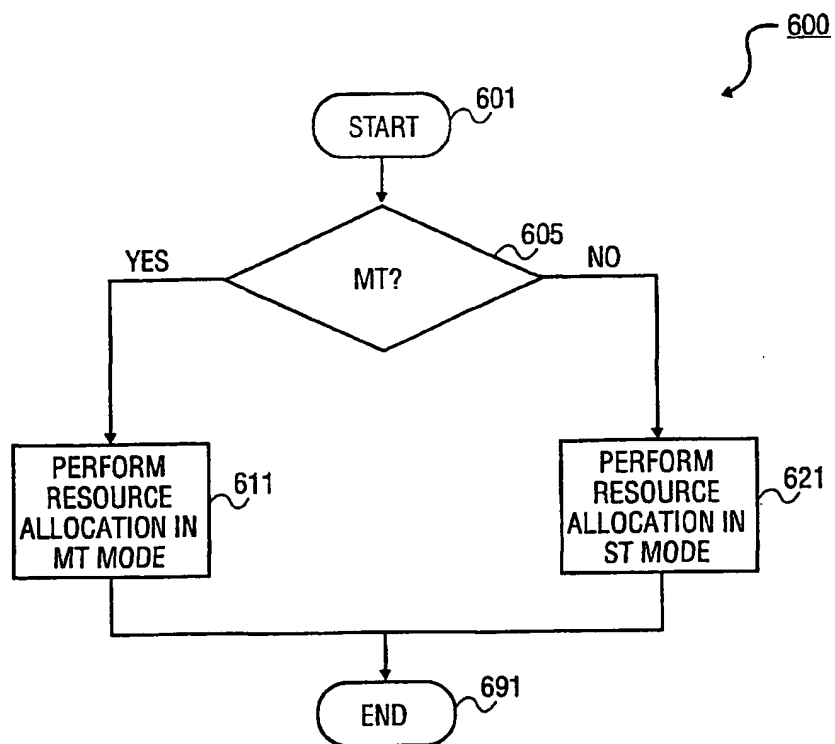 600
START
601
605
YES
MT?
NO
PERFORM
RESOURCE
ALLOCATION IN
MT MODE
611
PERFORM
RESOURCE
ALLOCATION IN
ST MODE
621
END
691